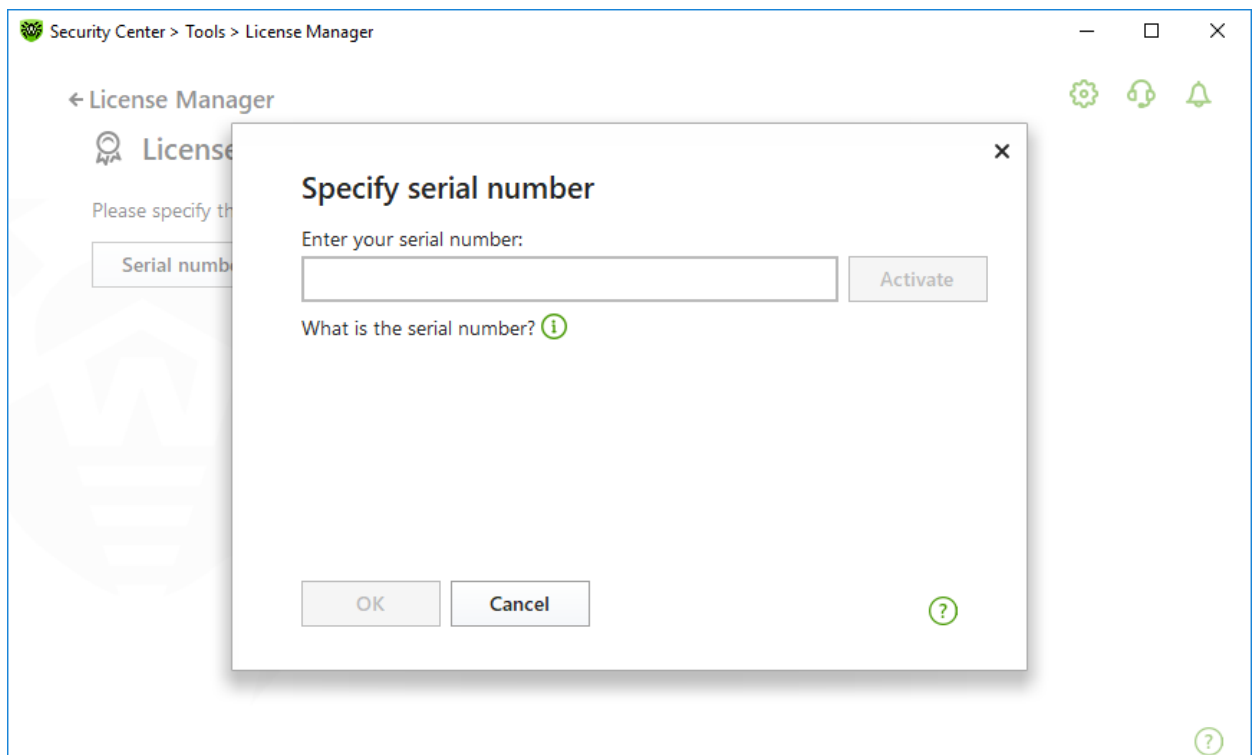 Security Center > Tools > License Manager
License Manager
License
Please specify th
Specify serial number
Enter your serial number:
Serial numb
Activate
What is the serial number?
OK
Cancel
?
?